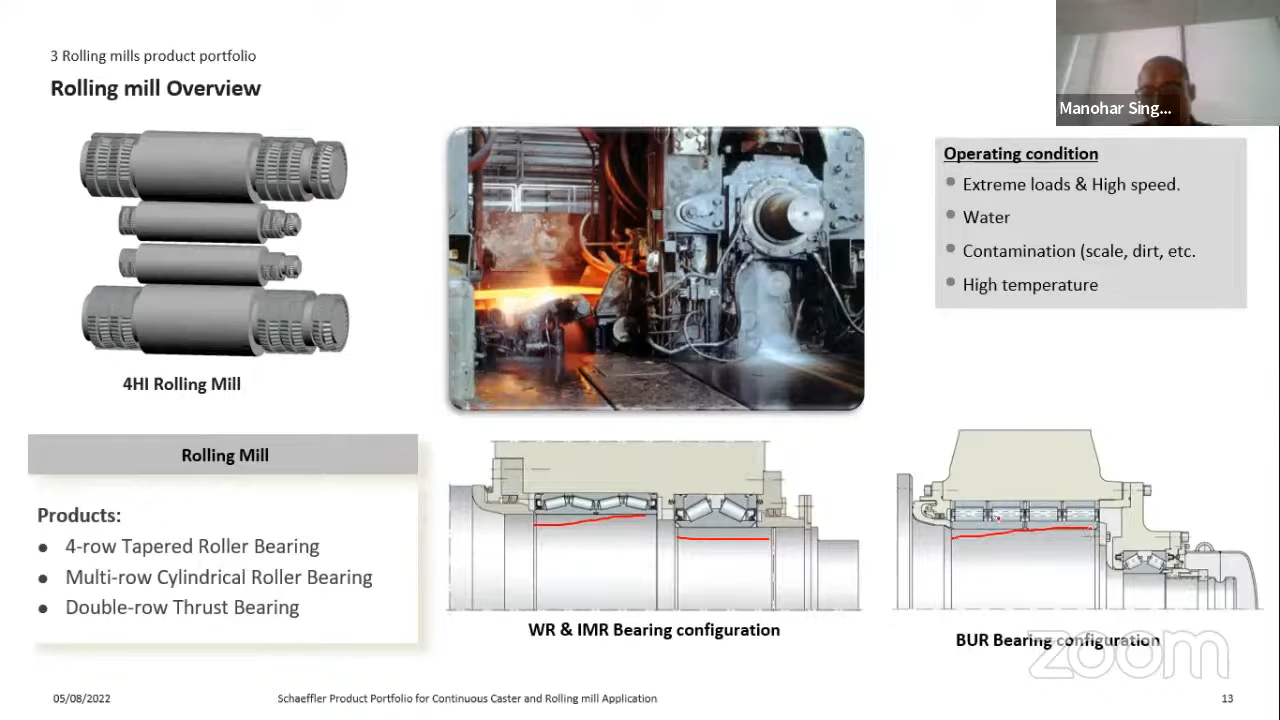 3 Rolling mills product portfolio
Rolling mill Overview
Manohar Sing...
4HI Rolling Mill
Operating condition
Extreme loads & High speed.
Water
Contamination (scale, dirt, etc.
High temperature
Rolling Mill
Products:
4-row Tapered Roller Bearing
Multi-row Cylindrical Roller Bearing
Double-row Thrust Bearing
WR & IMR Bearing configuration
BUR Bearing configuration
zoom
05/08/2022
Schaeffler Product Portfolio for Continuous Caster and Rolling mill Application
13